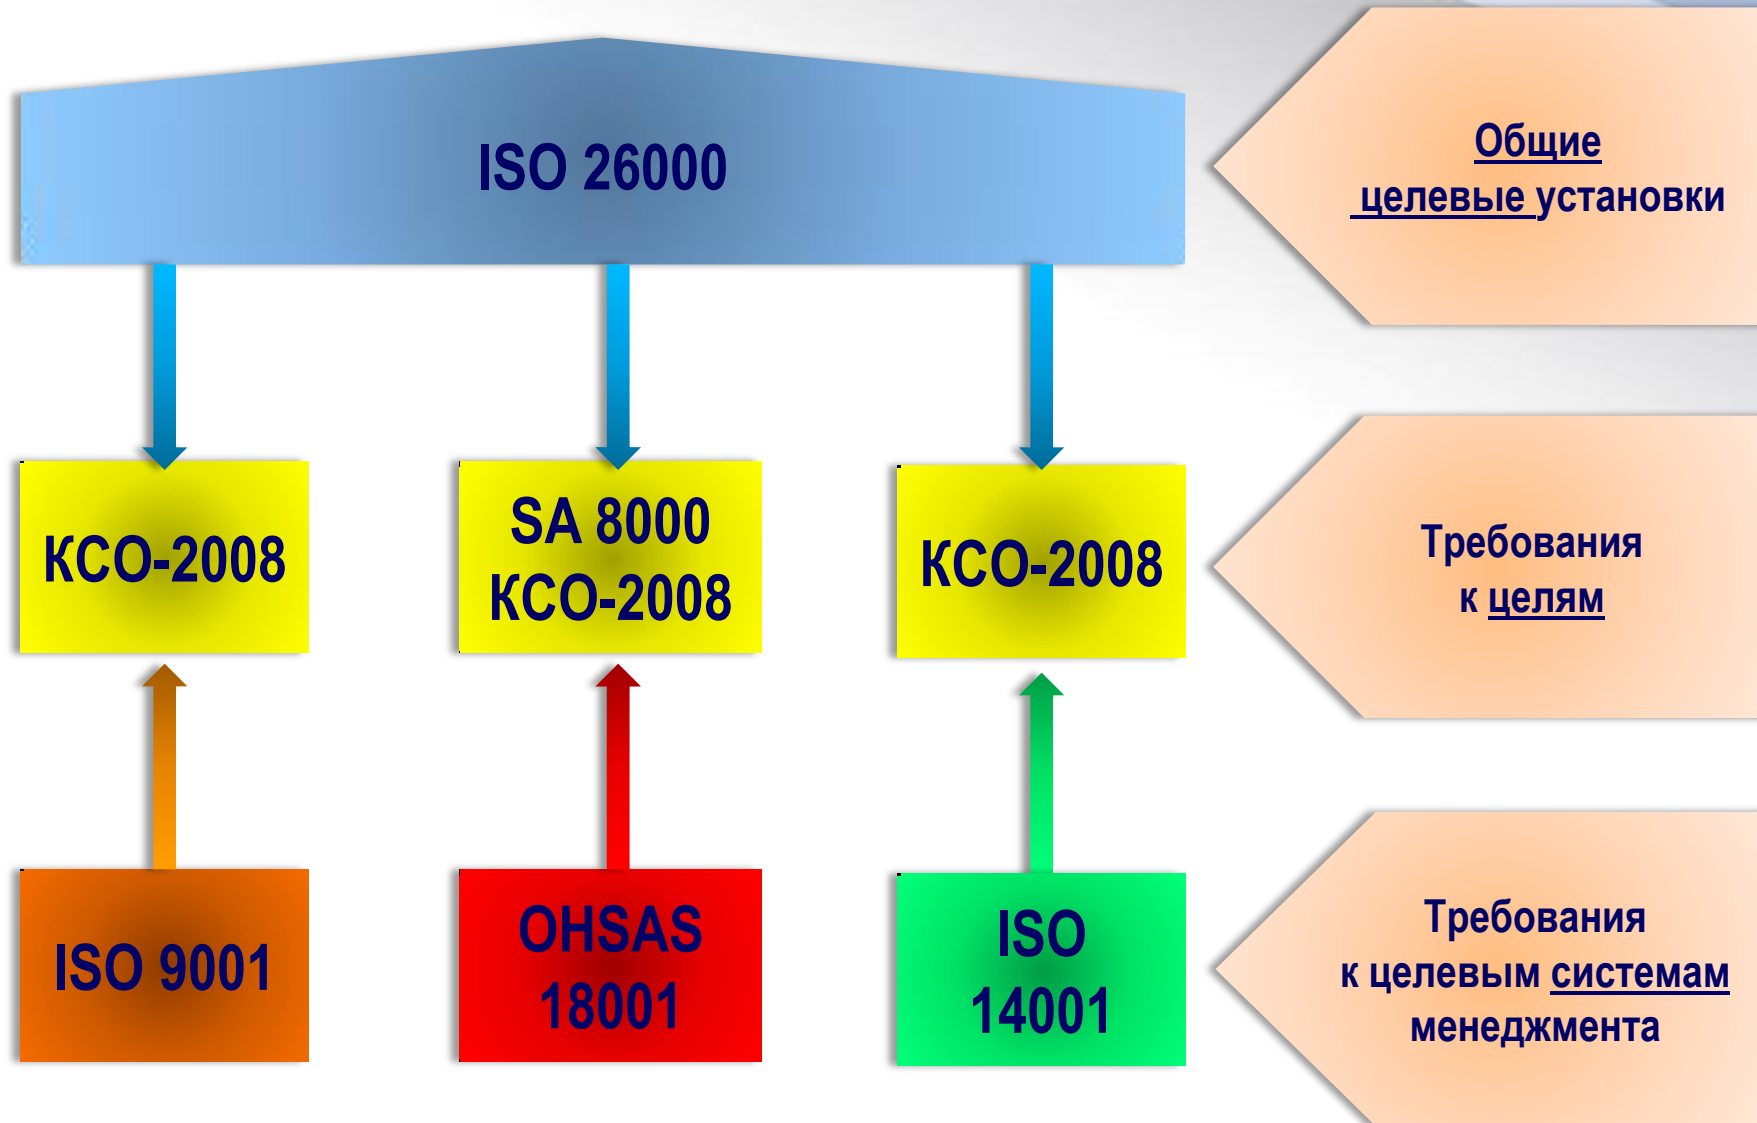 ISO 26000
Общие
целевые установки
КСО-2008
SA 8000
КСО-2008
КСО-2008
Требования
к целям
ISO 9001
OHSAS
18001
ISO
14001
Требования
к целевым системам
менеджмента